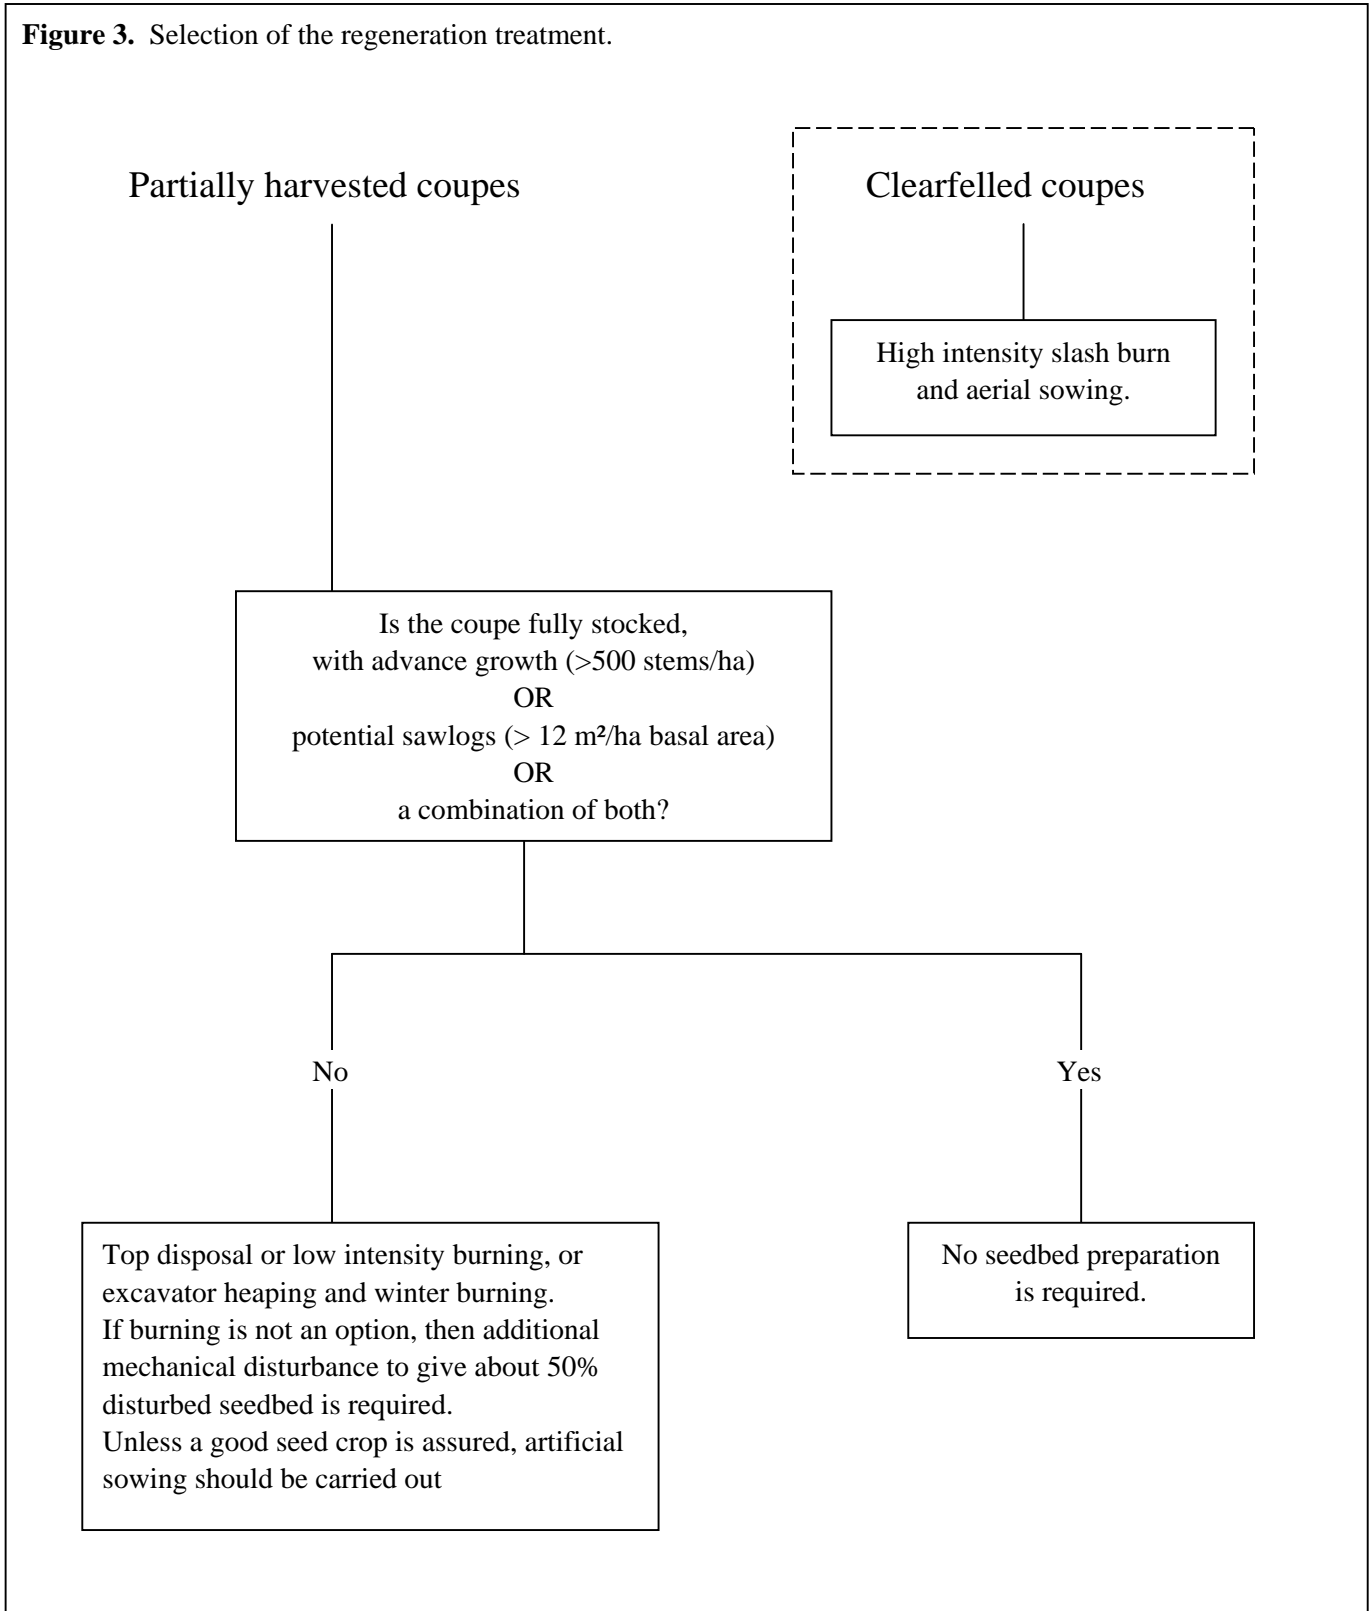 Figure 3. Selection of the regeneration treatment.
Partially harvested coupes
Clearfelled coupes
High intensity slash burn
and aerial sowing.
Is the coupe fully stocked,
with advance growth (>500 stems/ha)
OR
potential sawlogs (> 12 m²/ha basal area)
OR
a combination of both?
No
Yes
Top disposal or low intensity burning, or
excavator heaping and winter burning.
If burning is not an option, then additional
mechanical disturbance to give about 50%
disturbed seedbed is required.
Unless a good seed crop is assured, artificial
sowing should be carried out
No seedbed preparation
is required.